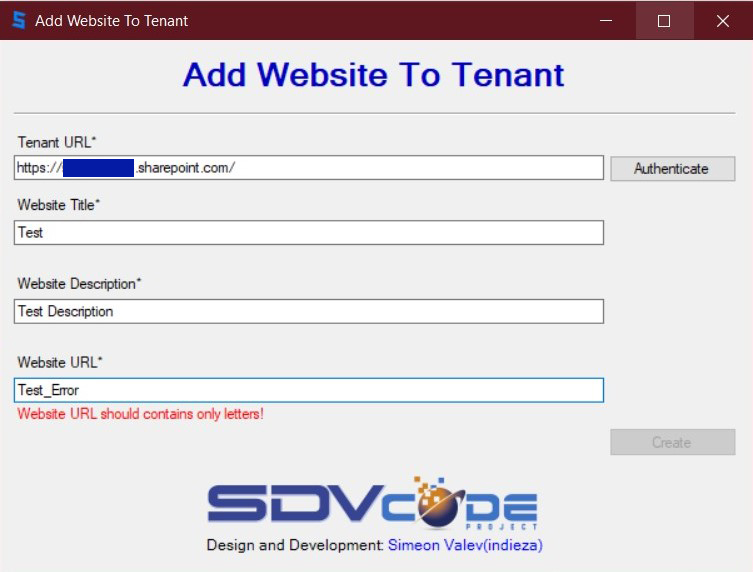 Add Website To Tenant
Add Website To Tenant
Tenant URL*
https:// .sharepoint.com/
Authenticate
Website Title*
Test
Website Description*
Test Description
Website URL*
Test_Error
Website URL should contains only letters!
Create
SDVCODE
PROJECT
Design and Development: Simeon Valev(indieza)